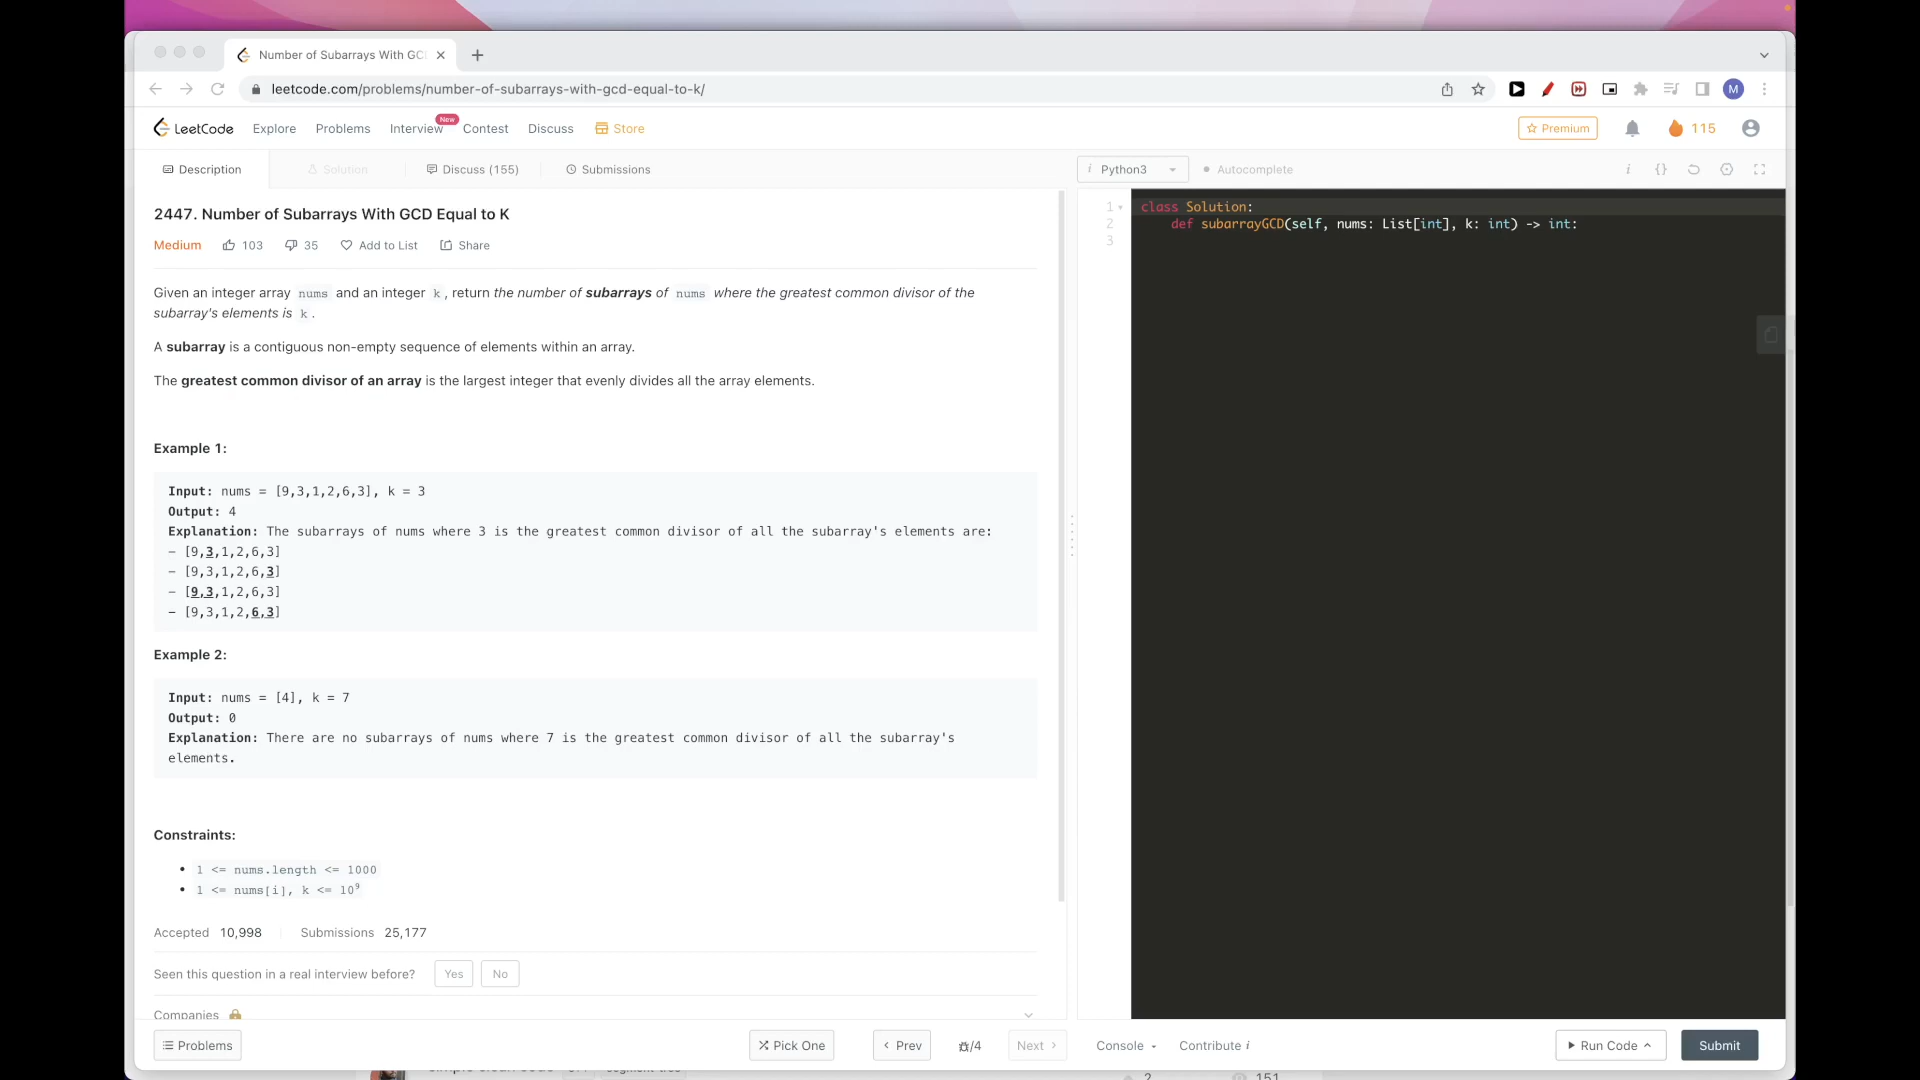 Number of Subarrays With GC
leetcode.com/problems/number-of-subarrays-with-gcd-equal-to-k/
M
LeetCode Explore Problems Interview New Contest Discuss Store
Premium 115
Description Solution Discuss (155) Submissions
i Python3 Autocomplete i {}
2447. Number of Subarrays With GCD Equal to K
Medium 103 35 Add to List Share
Given an integer array nums and an integer k, return the number of subarrays of nums where the greatest common divisor of the
subarray's elements is k.
A subarray is a contiguous non-empty sequence of elements within an array.
The greatest common divisor of an array is the largest integer that evenly divides all the array elements.
Example 1:
Input: nums = [9,3,1,2,6,3], k = 3
Output: 4
Explanation: The subarrays of nums where 3 is the greatest common divisor of all the subarray's elements are:
- [9,3,1,2,6,3]
- [9,3,1,2,6,3]
- [9,3,1,2,6,3]
- [9,3,1,2,6,3]
Example 2:
Input: nums = [4], k = 7
Output: 0
Explanation: There are no subarrays of nums where 7 is the greatest common divisor of all the subarray's
elements.
Constraints:
• 1 <= nums.length <= 1000
• 1 <= nums[i], k <= 10⁹
Accepted 10,998 Submissions 25,177
Seen this question in a real interview before? Yes No
Companies
1 class Solution:
2 def subarrayGCD(self, nums: List[int], k: int) -> int:
3
Problems Pick One < Prev /4 Next > Console Contribute i Run Code Submit
2 151